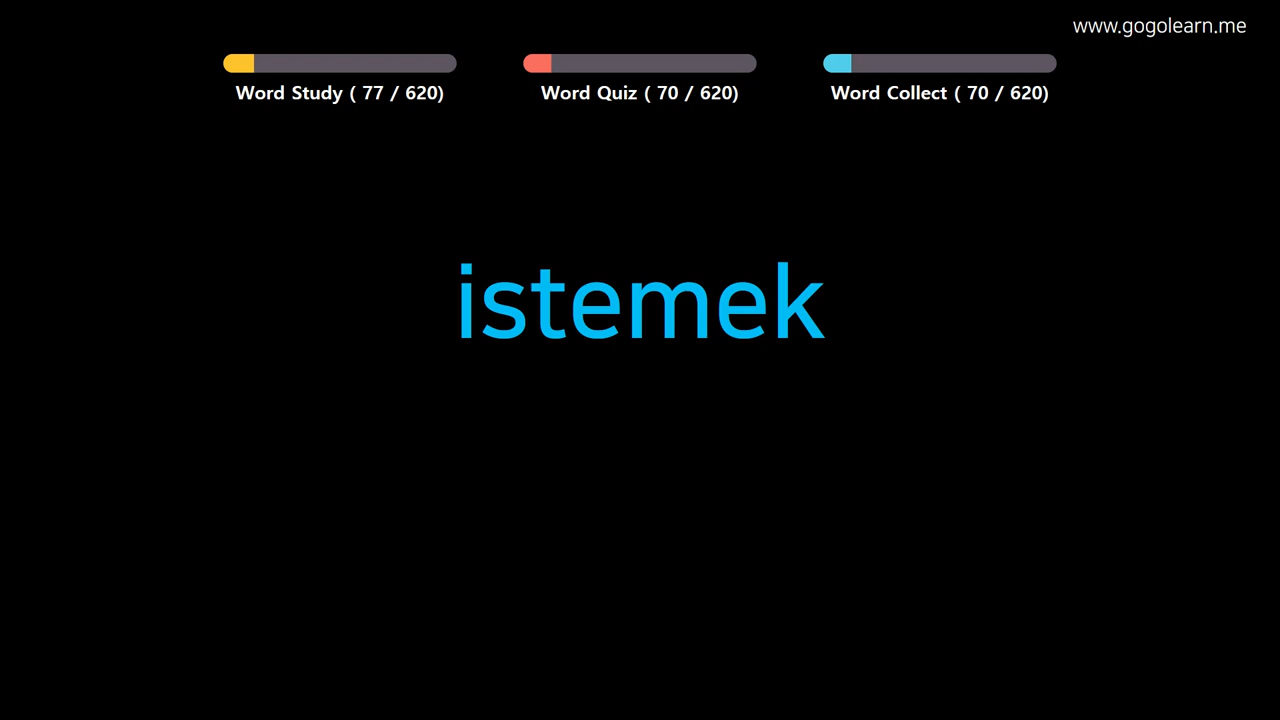 www.gogolearn.me
Word Study ( 77 / 620)
Word Quiz ( 70 / 620)
Word Collect ( 70 / 620)
istemek